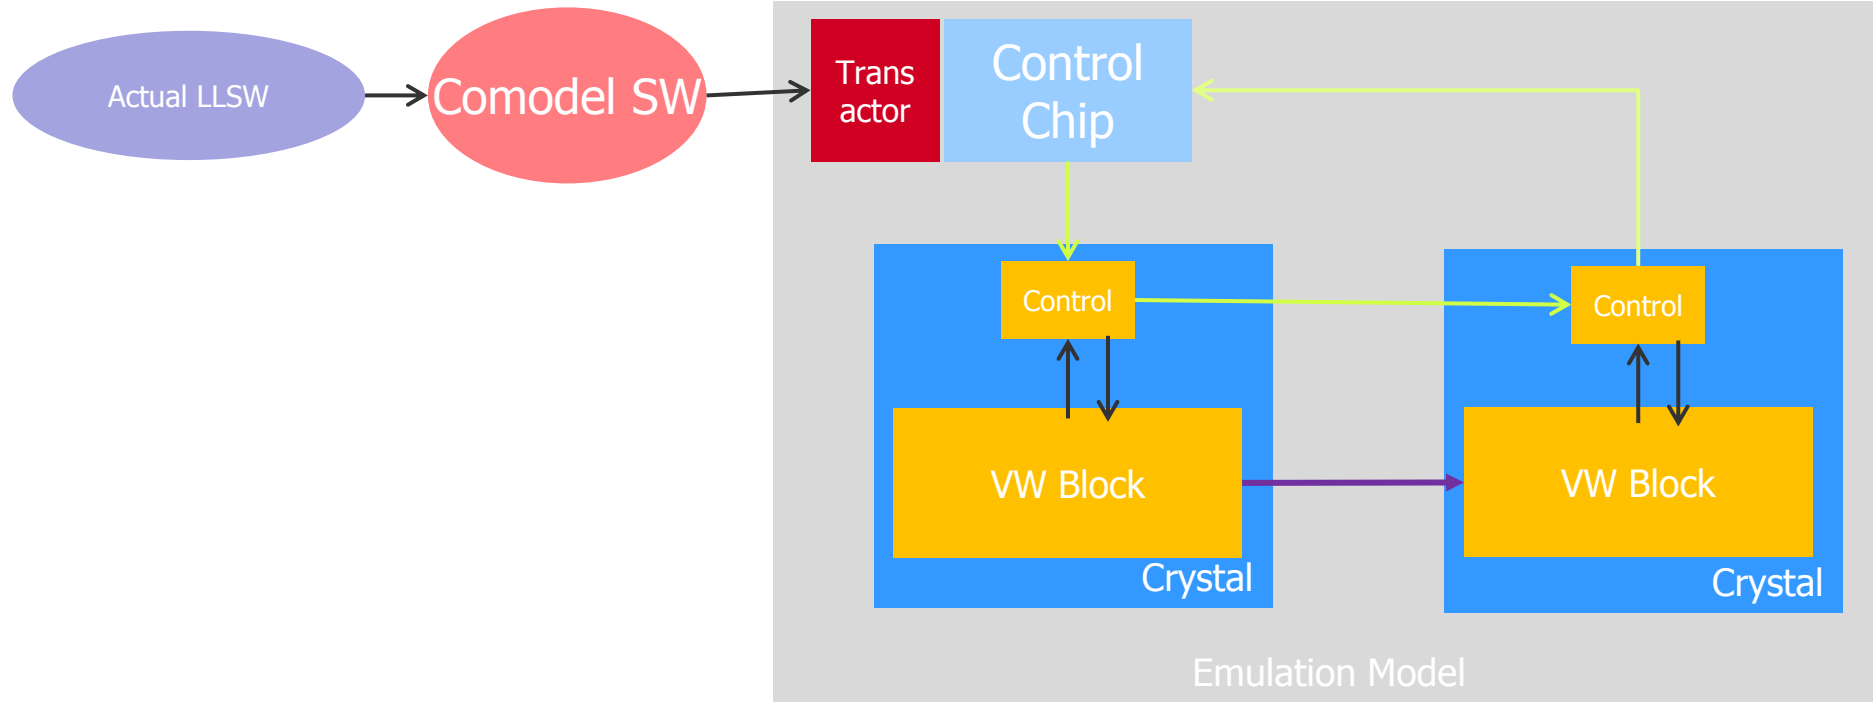 Actual LLSW
Comodel SW
Trans
actor
Control
Chip
Control
Control
VW Block
VW Block
Crystal
Crystal
Emulation Model